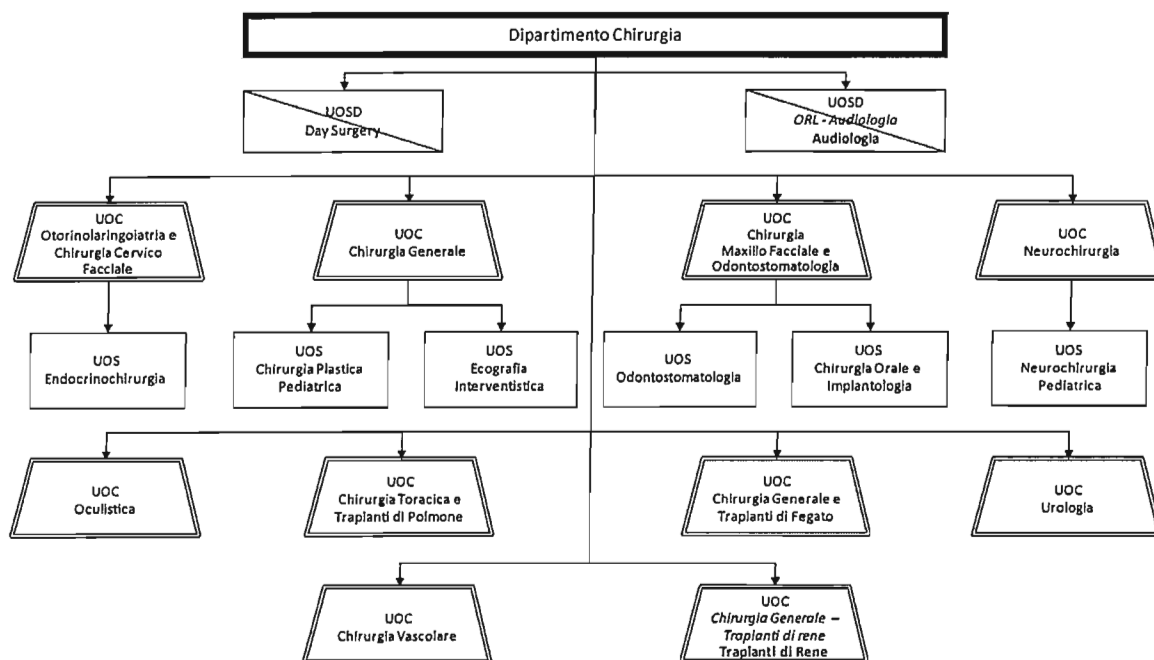 Dipartimento Chirurgia
UOSD
Day Surgery
UOSD
ORL - Audiologia
Audiologia
UOC
Otorinolaringoiatria e
Chirurgia Cervico
Facciale
UOC
Chirurgia Generale
UOC
Chirurgia
Maxillo Facciale e
Odontostomatologia
UOC
Neurochirurgia
UOS
Endocrinochirurgia
UOS
Chirurgia Plastica
Pediatrica
UOS
Ecografia
Interventistica
UOS
Odontostomatologia
UOS
Chirurgia Orale e
Implantologia
UOS
Neurochirurgia
Pediatrica
UOC
Oculistica
UOC
Chirurgia Toracica e
Trapianti di Polmone
UOC
Chirurgia Generale e
Trapianti di Fegato
UOC
Urologia
UOC
Chirurgia Vascolare
UOC
Chirurgia Generale –
Trapianti di rene
Trapianti di Rene